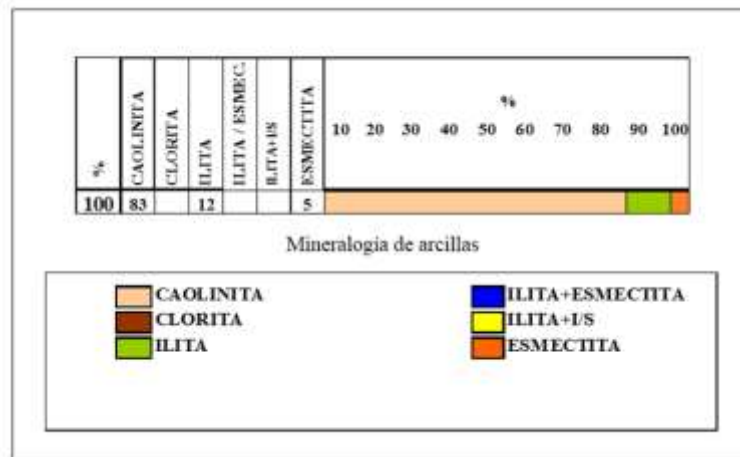 %
CAOLINITA
CLORITA
ILITA
ILITA / ESMEC.
ILITA+I/S
ESMECTITA
%
10 20 30 40 50 60 70 80 90 100
100 83 12 5
Mineralogía de arcillas
CAOLINITA ILITA+ESMECTITA
CLORITA ILITA+I/S
ILITA ESMECTITA